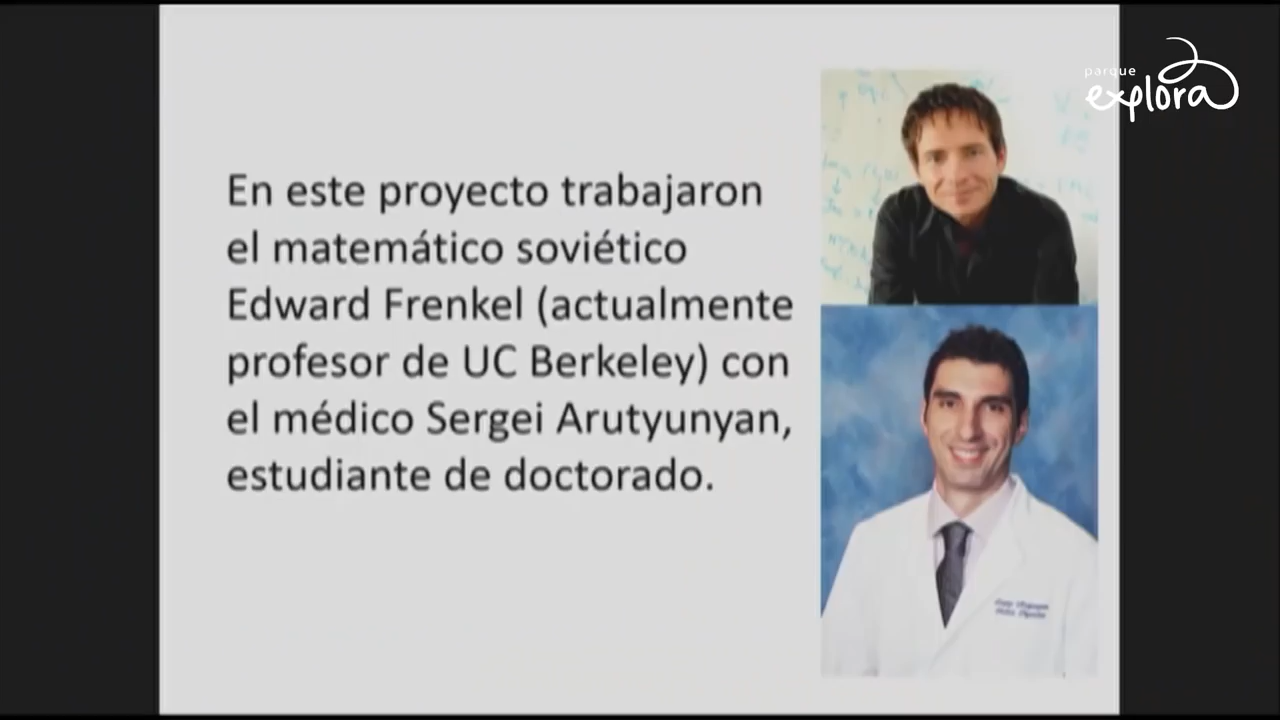 parque
explora
En este proyecto trabajaron
el matemático soviético
Edward Frenkel (actualmente
profesor de UC Berkeley) con
el médico Sergei Arutyunyan,
estudiante de doctorado.